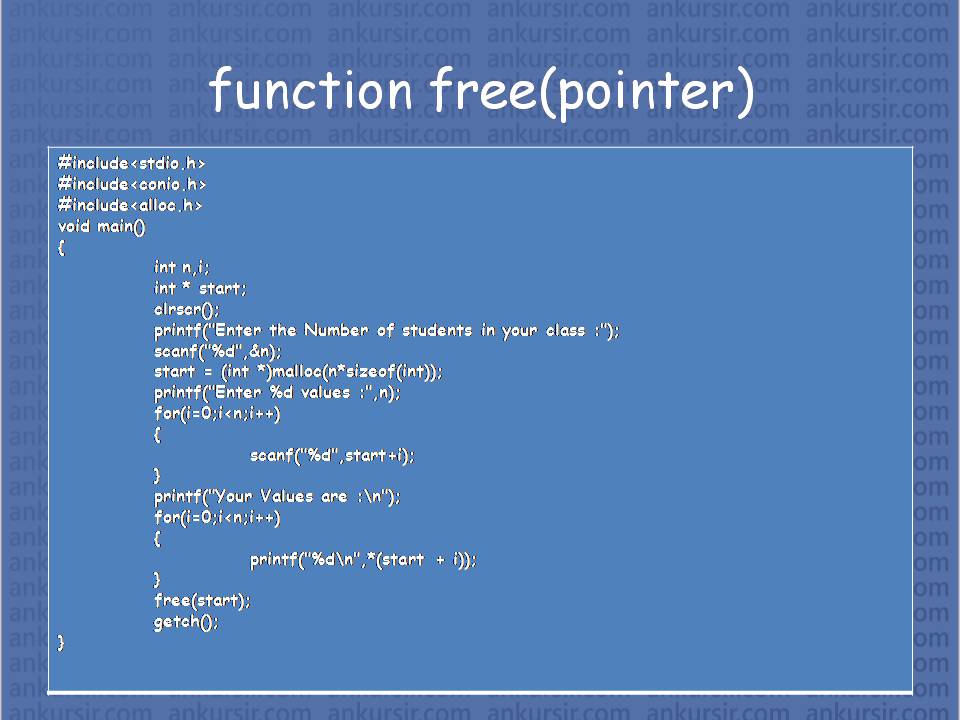 function free(pointer)
#include<stdio.h>
#include<conio.h>
#include<alloc.h>
void main()
{
int n,i;
int * start;
clrscr();
printf("Enter the Number of students in your class :");
scanf("%d",&n);
start = (int *)malloc(n*sizeof(int));
printf("Enter %d values :",n);
for(i=0;i<n;i++)
{
scanf("%d",start+i);
}
printf("Your Values are :\n");
for(i=0;i<n;i++)
{
printf("%d\n",*(start + i));
}
free(start);
getch();
}
ankursir.com